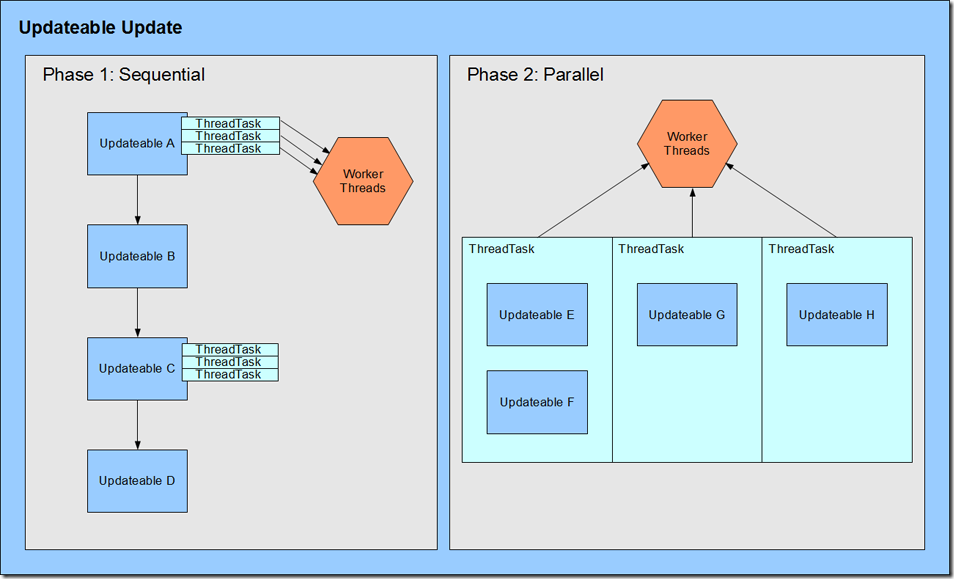 Updateable Update
Phase 1: Sequential
Updateable A
ThreadTask
ThreadTask
ThreadTask
Worker
Threads
Updateable B
Updateable C
ThreadTask
ThreadTask
ThreadTask
Updateable D
Phase 2: Parallel
Worker
Threads
ThreadTask
ThreadTask
ThreadTask
Updateable E
Updateable G
Updateable H
Updateable F